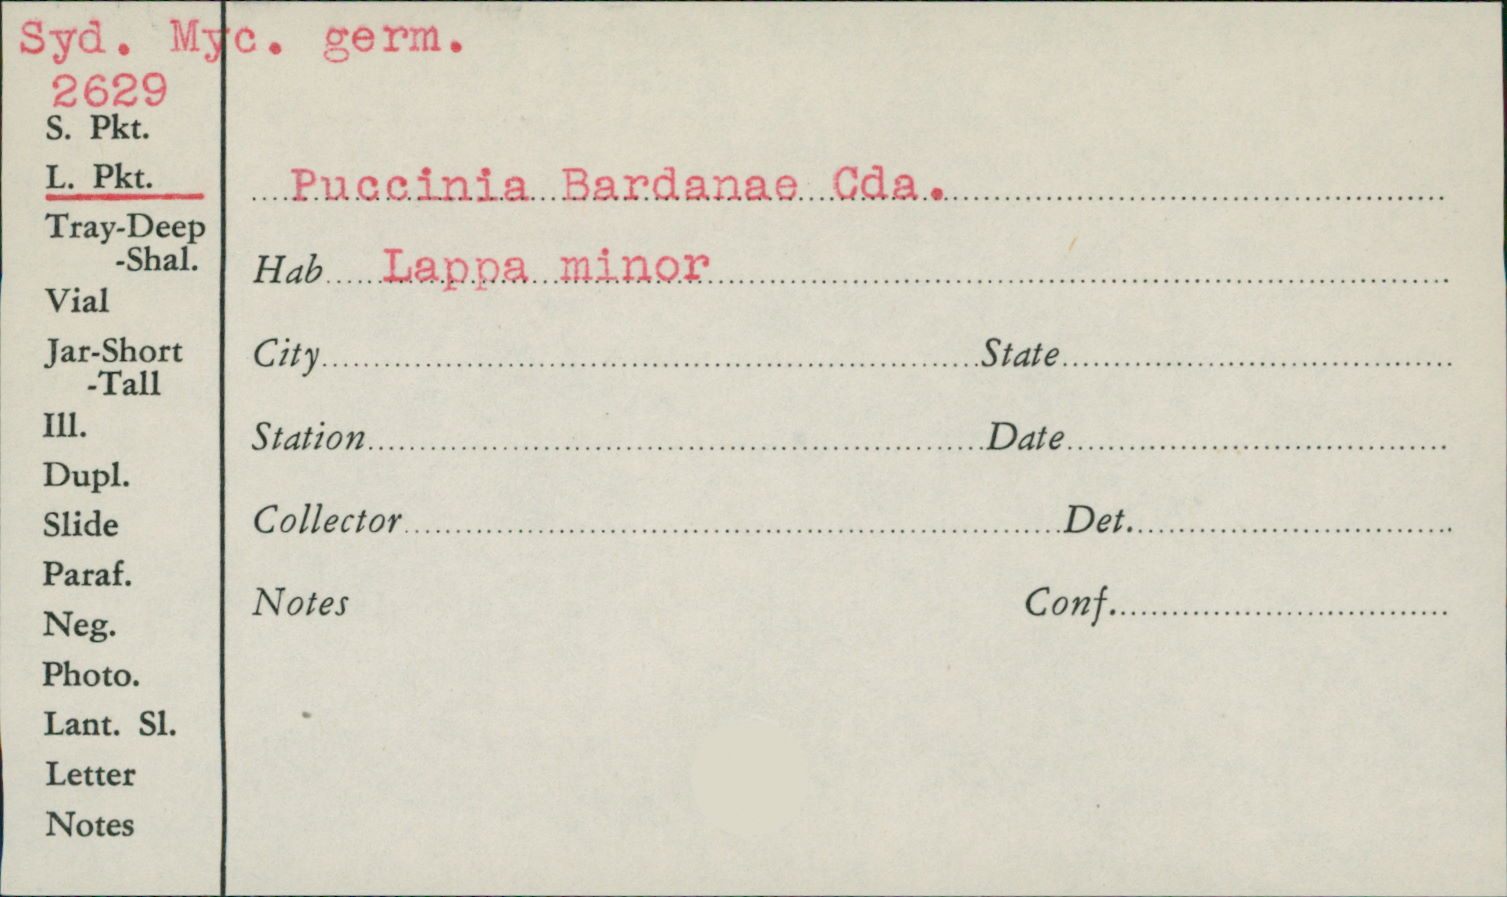 Syd. Myc. germ.
2629
S. Pkt.
L. Pkt.
Tray-Deep
-Shal.
Vial
Jar-Short
-Tall
Ill.
Dupl.
Slide
Paraf.
Neg.
Photo.
Lant. Sl.
Letter
Notes
Puccinia Bardanae Cda.
Hab Lappa minor
City State
Station Date
Collector Det.
Notes Conf.